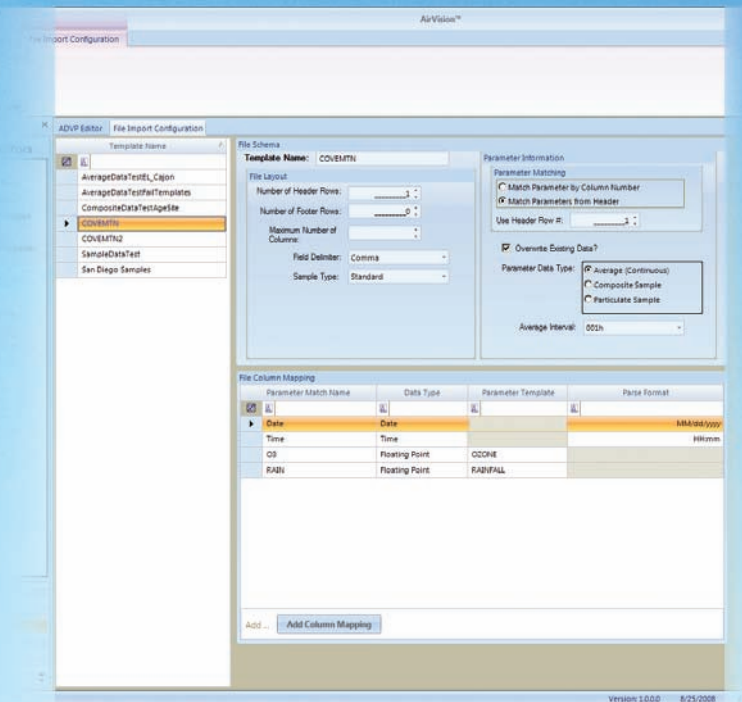 AirVision™
File Import Configuration
ADVP Editor File Import Configuration
Template Name
AverageDataTestEL_Cajon
AverageDataTestFailTemplates
CompositeDataTestAgeSite
COVEMTN
COVEMTN2
SampleDataTest
San Diego Samples
File Schema
Template Name: COVEMTN
File Layout
Number of Header Rows: 1
Number of Footer Rows: 0
Maximum Number of
Columns:
Field Delimiter: Comma
Sample Type: Standard
Parameter Information
Parameter Matching
Match Parameter by Column Number
Match Parameters from Header
Use Header Row #: 1
Overwrite Existing Data?
Parameter Data Type: Average (Continuous)
Composite Sample
Particulate Sample
Average Interval: 001h
File Column Mapping
Parameter Match Name Data Type Parameter Template Parse Format
Date Date MM/dd/yyyy
Time Time HH:mm
O3 Floating Point OZONE
RAIN Floating Point RAINFALL
Add ... Add Column Mapping
Version: 1.0.0.0 8/25/2008